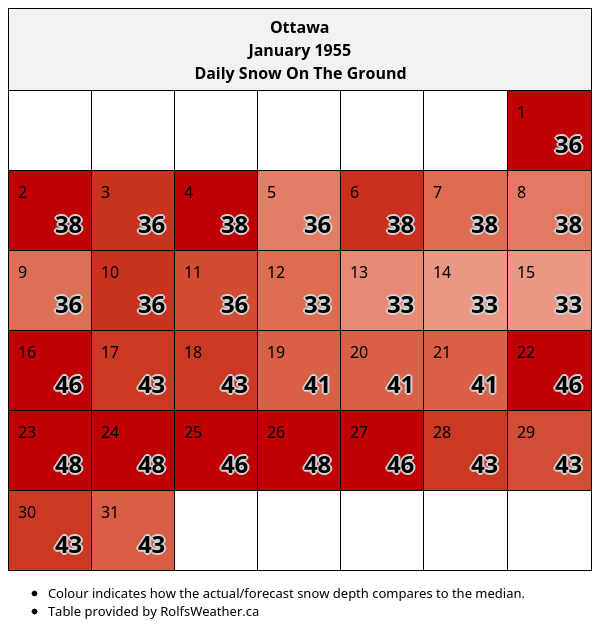 Ottawa
January 1955
Daily Snow On The Ground
1
36
2 3 4 5 6 7 8
38 36 38 36 38 38 38
9 10 11 12 13 14 15
36 36 36 33 33 33 33
16 17 18 19 20 21 22
46 43 43 41 41 41 46
23 24 25 26 27 28 29
48 48 46 48 46 43 43
30 31
43 43
• Colour indicates how the actual/forecast snow depth compares to the median.
• Table provided by RolfsWeather.ca